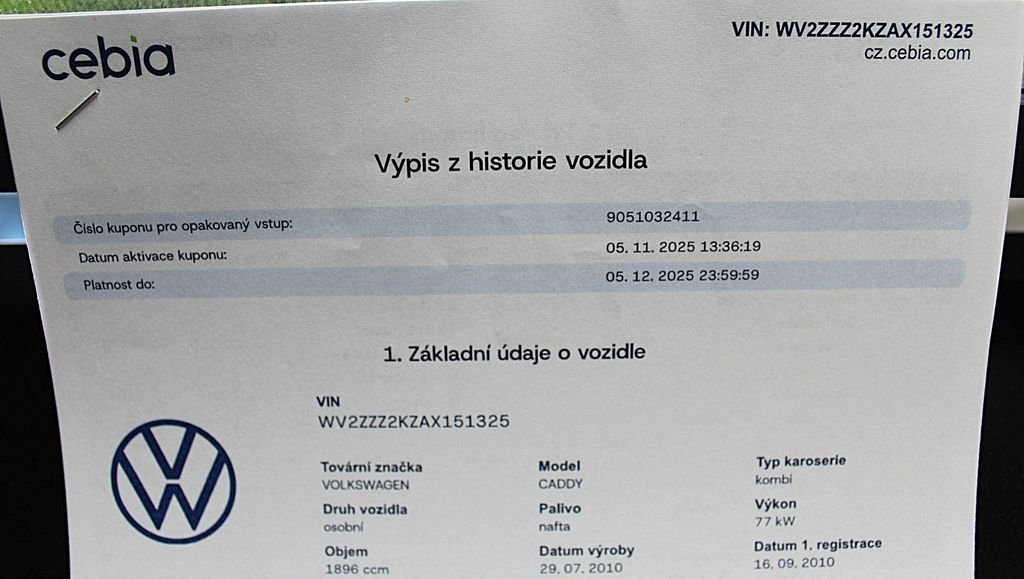 cebia
VIN: WV2ZZZ2KZAX151325
cz.cebia.com
Výpis z historie vozidla
Číslo kuponu pro opakovaný vstup: 9051032411
Datum aktivace kuponu: 05. 11. 2025 13:36:19
Platnost do: 05. 12. 2025 23:59:59
1. Základní údaje o vozidle
VIN
WV2ZZZ2KZAX151325
Tovární značka Model Typ karoserie
VOLKSWAGEN CADDY kombi
Druh vozidla Palivo Výkon
osobní nafta 77 kW
Objem Datum výroby Datum 1. registrace
1896 ccm 29. 07. 2010 16. 09. 2010